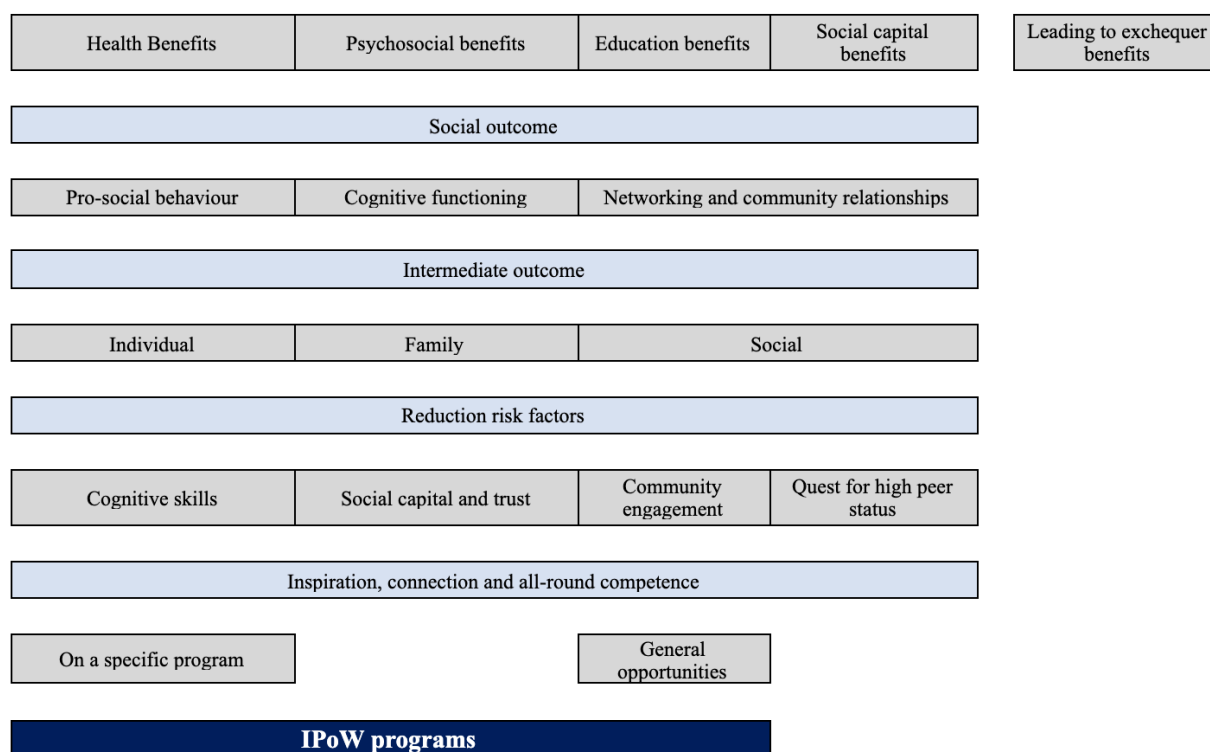 Health Benefits
Psychosocial benefits
Education benefits
Social capital
benefits
Leading to exchequer
benefits
Social outcome
Pro-social behaviour
Cognitive functioning
Networking and community relationships
Intermediate outcome
Individual
Family
Social
Reduction risk factors
Cognitive skills
Social capital and trust
Community
engagement
Quest for high peer
status
Inspiration, connection and all-round competence
On a specific program
General
opportunities
IPoW programs